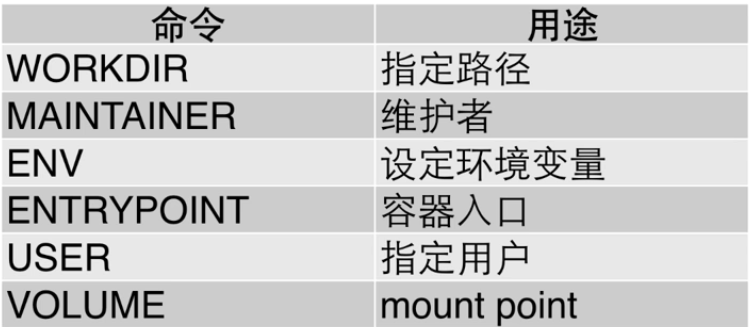 命令 用途
WORKDIR 指定路径
MAINTAINER 维护者
ENV 设定环境变量
ENTRYPOINT 容器入口
USER 指定用户
VOLUME mount point